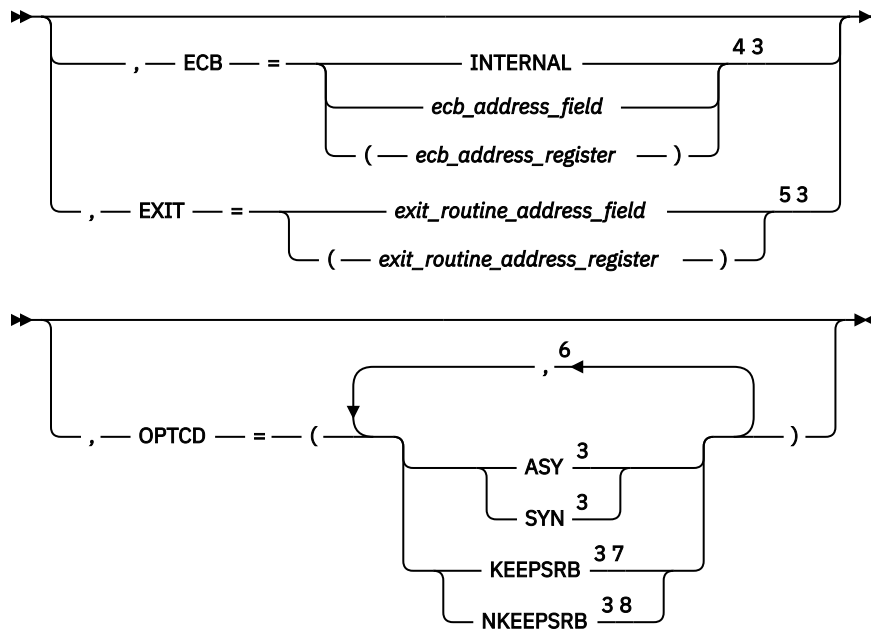 4 3
, ECB = INTERNAL
ecb_address_field
( ecb_address_register )
5 3
, EXIT = exit_routine_address_field
( exit_routine_address_register )
, 6
, OPTCD = ( )
ASY 3
SYN 3
KEEPSRB 3 7
NKEEPSRB 3 8